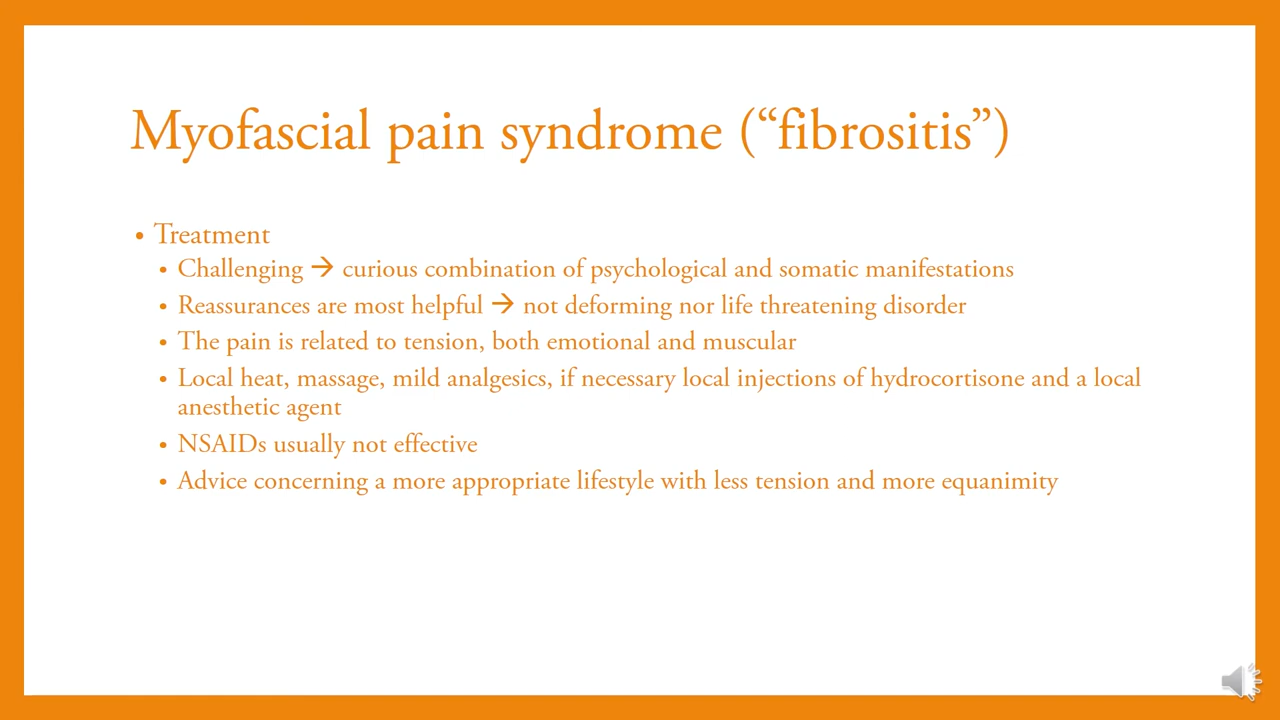 Myofascial pain syndrome (“fibrositis”)
• Treatment
• Challenging → curious combination of psychological and somatic manifestations
• Reassurances are most helpful → not deforming nor life threatening disorder
• The pain is related to tension, both emotional and muscular
• Local heat, massage, mild analgesics, if necessary local injections of hydrocortisone and a local
anesthetic agent
• NSAIDs usually not effective
• Advice concerning a more appropriate lifestyle with less tension and more equanimity